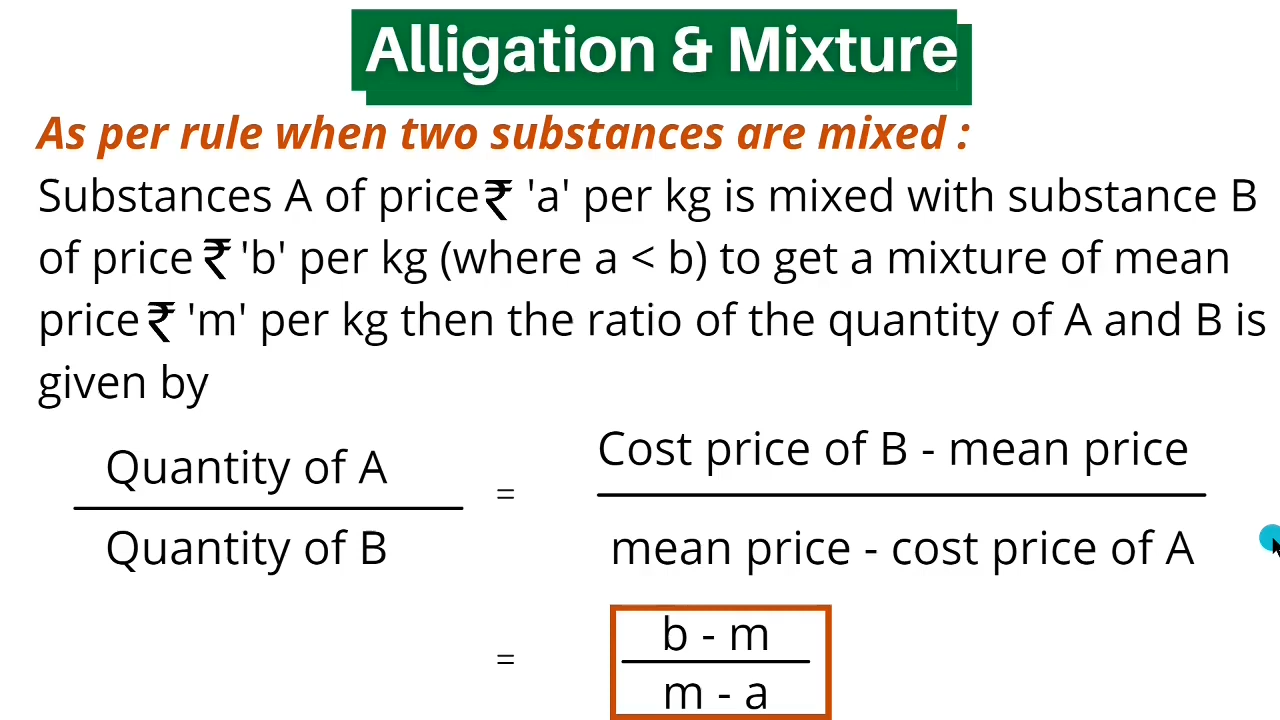 Alligation & Mixture
As per rule when two substances are mixed :
Substances A of price ₹ 'a' per kg is mixed with substance B
of price ₹ 'b' per kg (where a < b) to get a mixture of mean
price ₹ 'm' per kg then the ratio of the quantity of A and B is
given by
Quantity of A
Quantity of B
=
Cost price of B - mean price
mean price - cost price of A
=
b - m
m - a